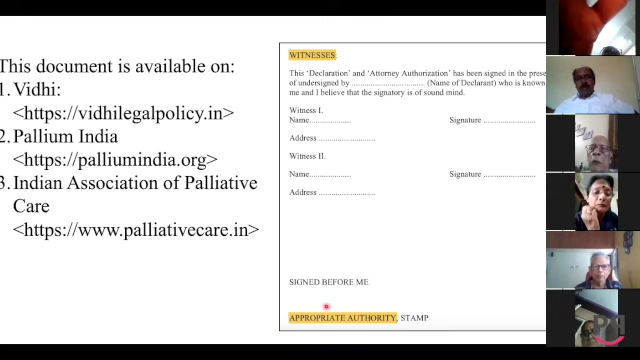 This document is available on:
1. Vidhi:
<https://vidhilegalpolicy.in>
2. Pallium India
<https://palliumindia.org>
3. Indian Association of Palliative
Care
<https://www.palliativecare.in>
WITNESSES:
This ‘Declaration’ and ‘Attorney Authorization’ has been signed in the prese
of undersigned by .................................. (Name of Declarant) who is known
me and I believe that the signatory is of sound mind.
Witness I.
Name.................... Signature .........................
Address ...........................
Witness II.
Name.................... Signature .........................
Address ...........................
SIGNED BEFORE ME
APPROPRIATE AUTHORITY, STAMP